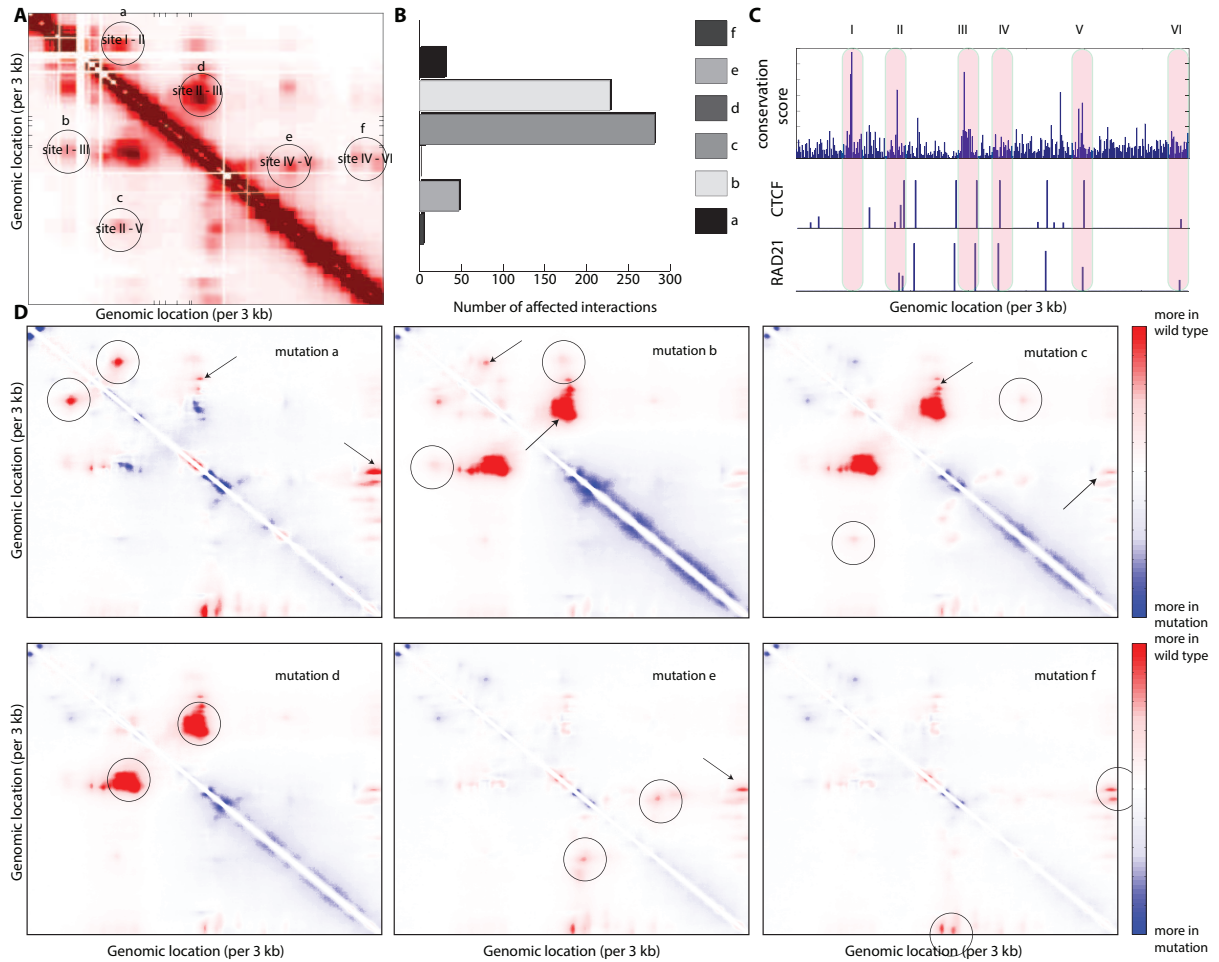 A
B
C
Genomic location (per 3 kb)
a
site I - II
d
site II - III
b
site I - III
e
site IV - V
f
site IV - VI
c
site II - V
Genomic location (per 3 kb)
0
50
100
150
200
250
300
Number of affected interactions
f
e
d
c
b
a
I
II
III
IV
V
VI
conservation
score
CTCF
RAD21
Genomic location (per 3 kb)
D
Genomic location (per 3 kb)
mutation a
mutation b
mutation c
more in
wild type
more in
mutation
Genomic location (per 3 kb)
mutation d
mutation e
mutation f
more in
wild type
more in
mutation
Genomic location (per 3 kb)
Genomic location (per 3 kb)
Genomic location (per 3 kb)